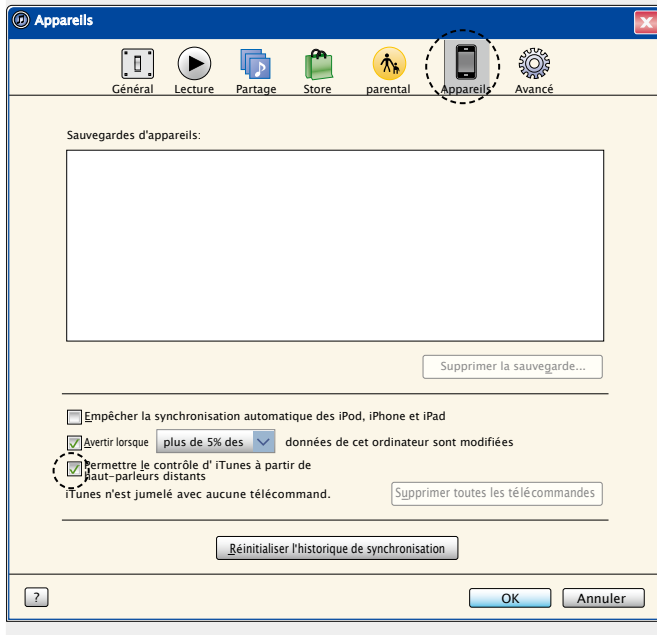 Appareils
Général Lecture Partage Store parental Appareils Avancé
Sauvegardes d'appareils:
Supprimer la sauvegarde...
Empêcher la synchronisation automatique des iPod, iPhone et iPad
Avertir lorsque plus de 5% des données de cet ordinateur sont modifiées
Permettre le contrôle d' iTunes à partir de
haut-parleurs distants
iTunes n'est jumelé avec aucune télécommand.
Supprimer toutes les télécommandes
Réinitialiser l'historique de synchronisation
? OK Annuler